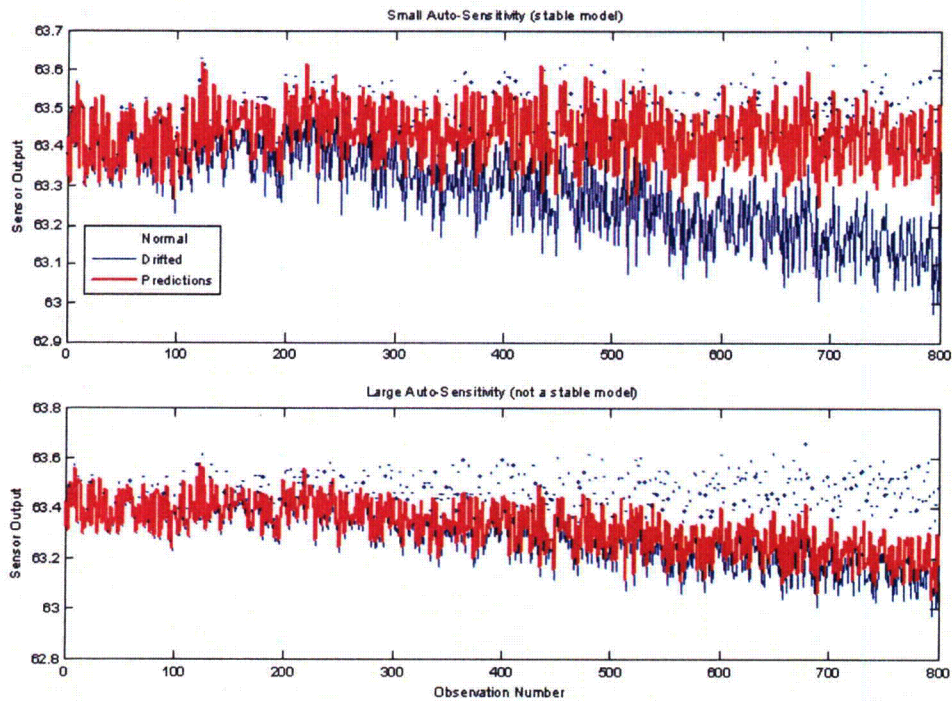 Small Auto-Sensitivity (stable model)
63.7
63.6
63.5
63.4
63.3
63.2
63.1
63
62.9
Sensor Output
Normal
Drifted
Predictions
0 100 200 300 400 500 600 700 800
Large Auto-Sensitivity (not a stable model)
63.8
63.6
63.4
63.2
63
62.8
Sensor Output
0 100 200 300 400 500 600 700 800
Observation Number